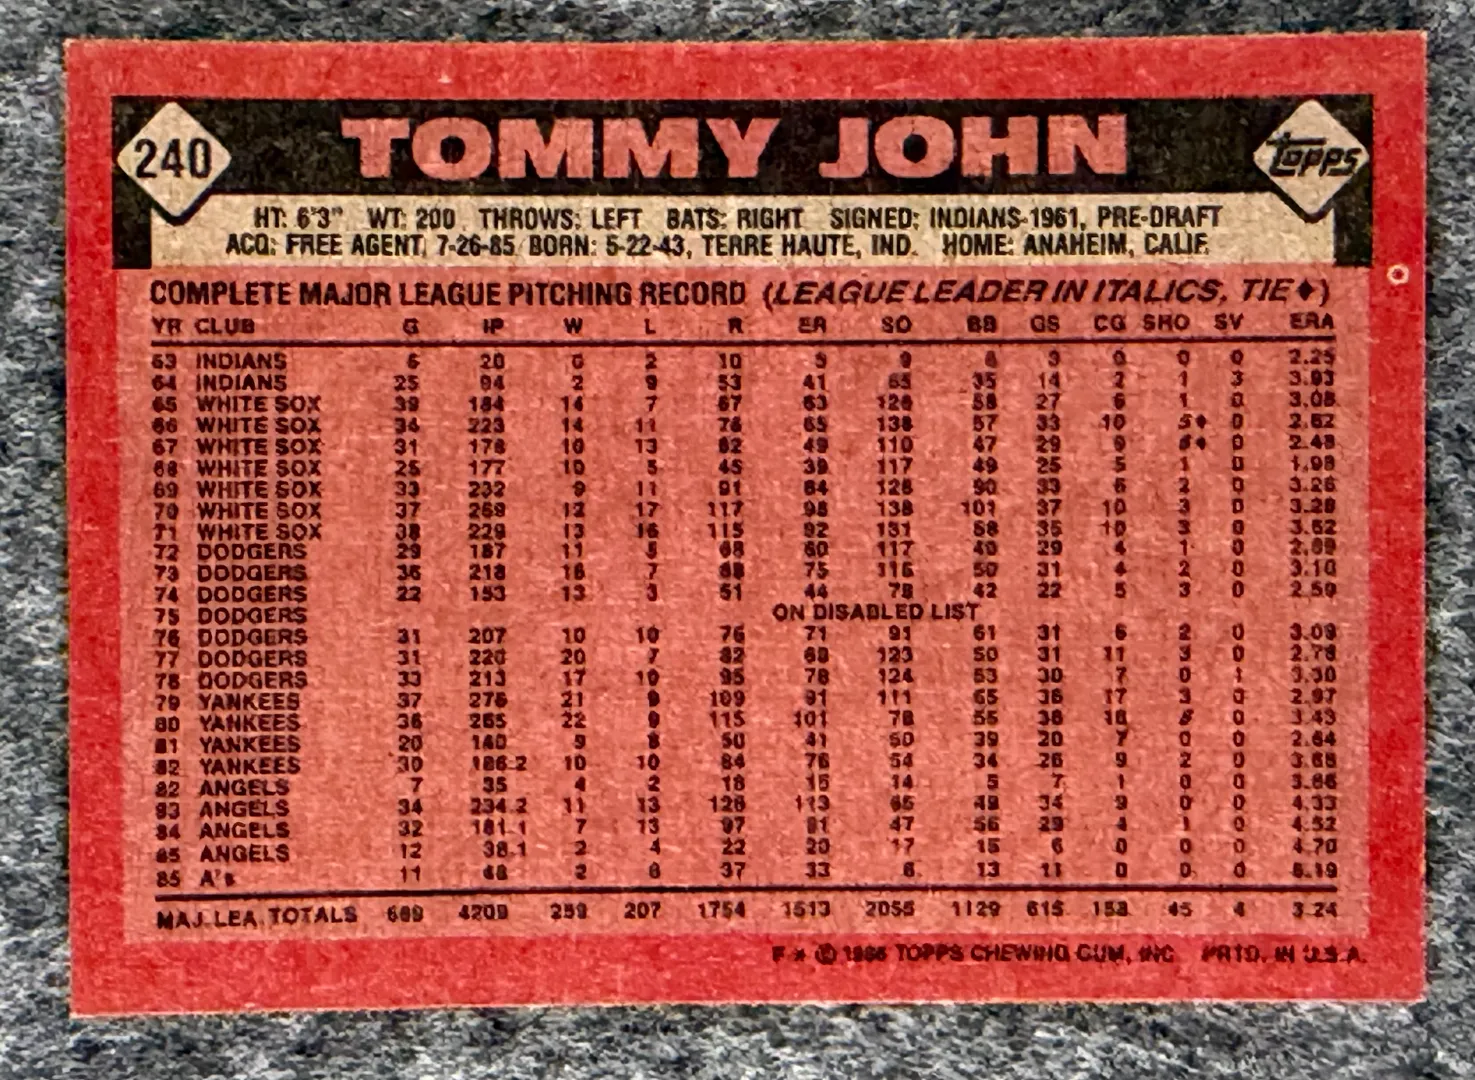 240 TOMMY JOHN topps
HT: 6'3" WT: 200 THROWS: LEFT BATS: RIGHT SIGNED: INDIANS-1961, PRE-DRAFT
ACQ: FREE AGENT, 7-26-85 BORN: 5-22-43, TERRE HAUTE, IND. HOME: ANAHEIM, CALIF.
COMPLETE MAJOR LEAGUE PITCHING RECORD (LEAGUE LEADER IN ITALICS, TIE♦)
YR CLUB G IP W L R ER SO BB GS CG SHO SV ERA
63 INDIANS 6 20 0 2 10 5 9 6 3 0 0 0 2.25
64 INDIANS 25 94 2 9 53 41 65 35 14 2 1 3 3.93
65 WHITE SOX 39 184 14 7 67 63 126 58 27 6 1 0
66 WHITE SOX 34 223 14 11 76 65 138 57 33 10 5♦ 0 2.62
67 WHITE SOX 31 178 10 13 62 49 110 47 29 9 6♦ 0 2.48
68 WHITE SOX 25 177 10 5 45 39 117 49 25 5 1 0 1.98
69 WHITE SOX 33 232 9 11 91 84 128 90 33 6 2 0 3.26
70 WHITE SOX 37 269 12 17 117 98 138 101 37 10 3 0 3.28
71 WHITE SOX 38 229 13 16 115 92 131 58 35 10 3 0 3.62
72 DODGERS 29 187 11 5 68 60 117 40 29 4 1 0 2.89
73 DODGERS 36 218 16 7 88 75 116 50 31 4 2 0 3.10
74 DODGERS 22 153 13 3 51 44 78 42 22 5 3 0 2.59
75 DODGERS ON DISABLED LIST
76 DODGERS 31 207 10 10 76 71 91 61 31 6 2 0 3.09
77 DODGERS 31 220 20 7 82 68 123 50 31 11 3 0 2.78
78 DODGERS 33 213 17 10 95 78 124 53 30 7 0 1 3.30
79 YANKEES 37 276 21 9 109 91 111 65 36 17 3 0 2.97
80 YANKEES 36 265 22 9 115 101 78 56 36 16 6 0 3.43
81 YANKEES 20 140 9 8 50 41 50 39 20 7 0 0 2.64
82 YANKEES 30 186.2 10 10 84 76 54 34 26 9 2 0 3.66
82 ANGELS 7 35 4 2 18 15 14 5 7 1 0 0 3.86
83 ANGELS 34 234.2 11 13 126 113 65 49 34 9 0 0 4.33
84 ANGELS 32 181.1 7 13 97 91 47 56 29 4 1 0 4.52
85 ANGELS 12 38.1 2 4 22 20 17 15 6 0 0 0 4.70
85 A's 11 48 2 6 37 33 8 13 11 0 0 0 6.19
MAJ. LEA. TOTALS 689 4209 259 207 1754 1513 2055 1129 615 153 45 4 3.24
F * © 1986 TOPPS CHEWING GUM, INC. PRTD. IN U.S.A.